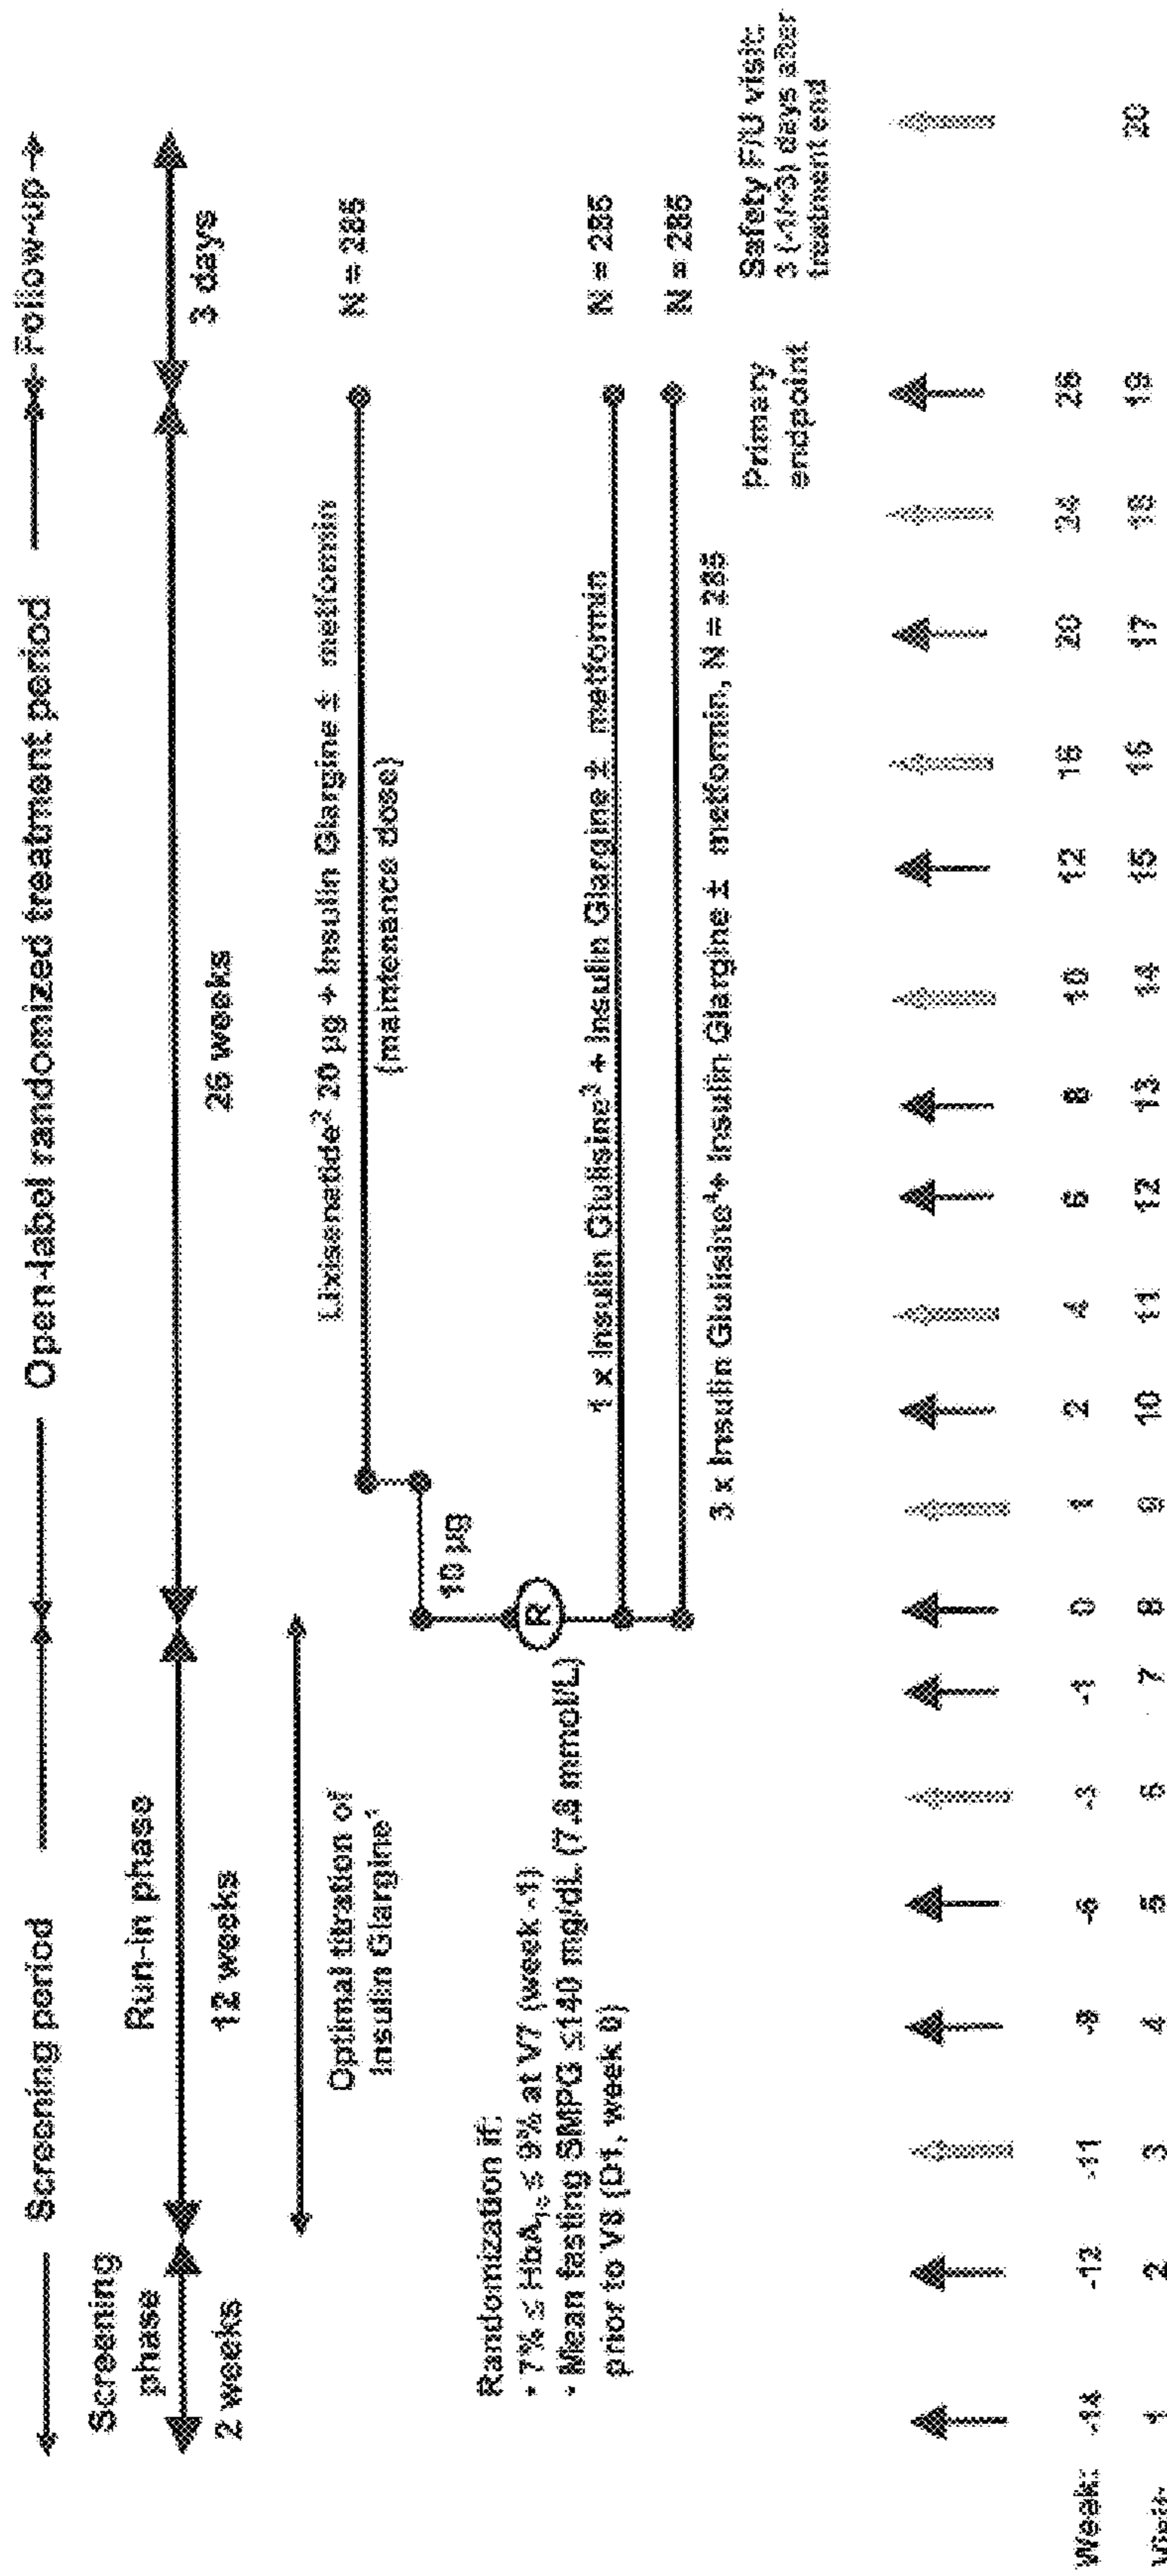 Screening period
Open-label randomized treatment period
Follow-up
Screening
phase
Run-in phase
2 weeks
12 weeks
26 weeks
3 days
Optimal titration of
Insulin Glargine¹
Lixisenatide² 20 µg + Insulin Glargine ± metformin
(maintenance dose)
N = 285
10 µg
Randomization if:
• 7% ≤ HbA1c ≤ 9% at V7 (week -1)
• Mean fasting SMPG ≤140 mg/dL (7.8 mmol/L)
prior to V8 (D1, week 0)
R
1 x Insulin Glulisine³ + Insulin Glargine ± metformin
N = 285
N = 285
3 x Insulin Glulisine⁴+ Insulin Glargine ± metformin, N = 285
Primary
endpoint
Safety F/U visit:
3 (-1/+3) days after
treatment end
Week: -14 -12 -11 -9 -6 -3 -1 0 1 2 4 6 8 10 12 16 20 24 26
Visit: 1 2 3 4 5 6 7 8 9 10 11 12 13 14 15 16 17 18 19 20